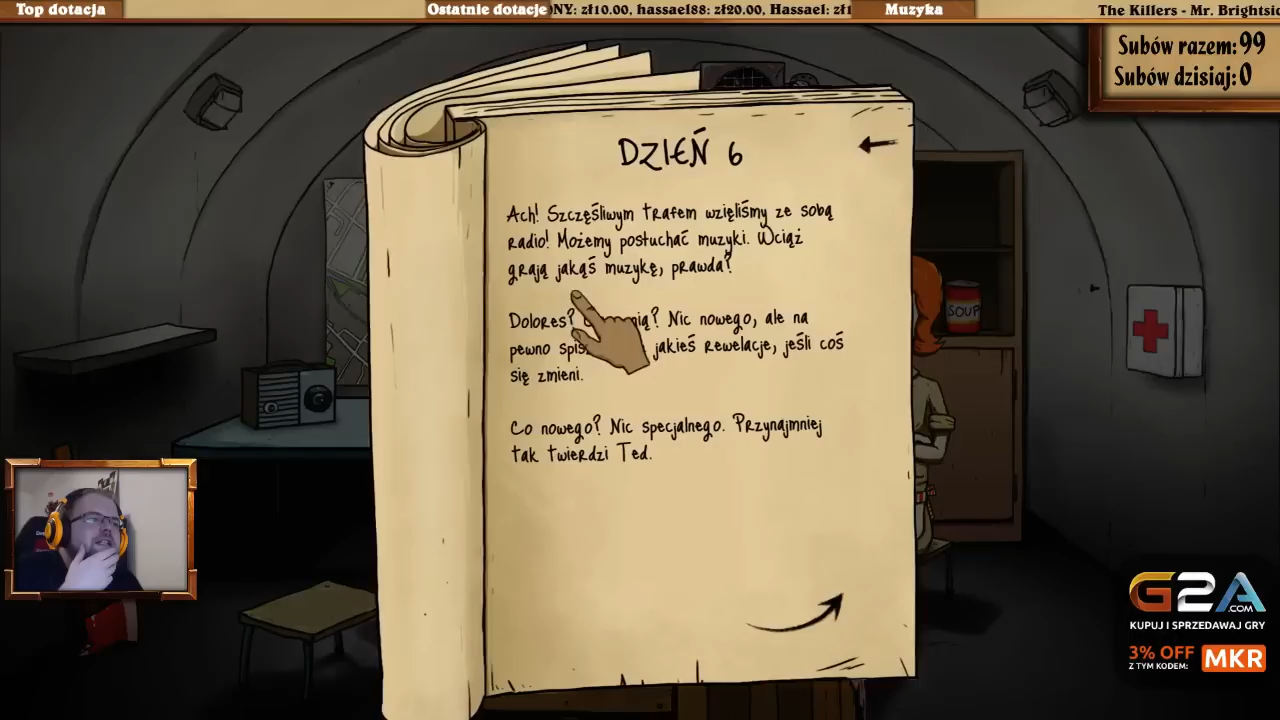 Top dotacja
Ostatnie dotacje
NY: zł10.00, hassael88: zł20.00, Hassael: zł1
Muzyka
The Killers - Mr. Brightsi
Subów razem: 99
Subów dzisiaj: 0
DZIEŃ 6
Ach! Szczęśliwym trafem wzięliśmy ze sobą
radio! Możemy posłuchać muzyki. Wciąż
grają jakąś muzykę, prawda?
Dolores? nią? Nic nowego, ale na
pewno jakieś rewelacje, jeśli coś
się zmieni.
Co nowego? Nic specjalnego. Przynajmniej
tak twierdzi Ted.
SOUP
G2A
.COM
KUPUJ I SPRZEDAWAJ GRY
3% OFF
Z TYM KODEM:
MKR